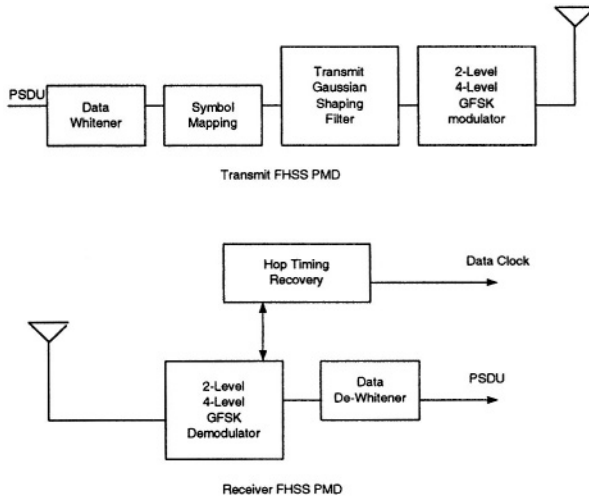 PSDU
Data
Whitener
Symbol
Mapping
Transmit
Gaussian
Shaping
Filter
2-Level
4-Level
GFSK
modulator
Transmit FHSS PMD
Hop Timing
Recovery
Data Clock
2-Level
4-Level
GFSK
Demodulator
Data
De-Whitener
PSDU
Receiver FHSS PMD